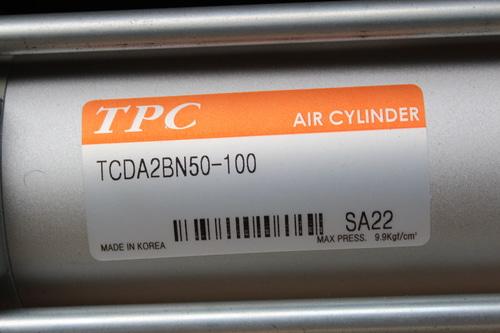 TPC AIR CYLINDER
TCDA2BN50-100
SA22
MADE IN KOREA MAX PRESS. 9.9Kgf/cm²